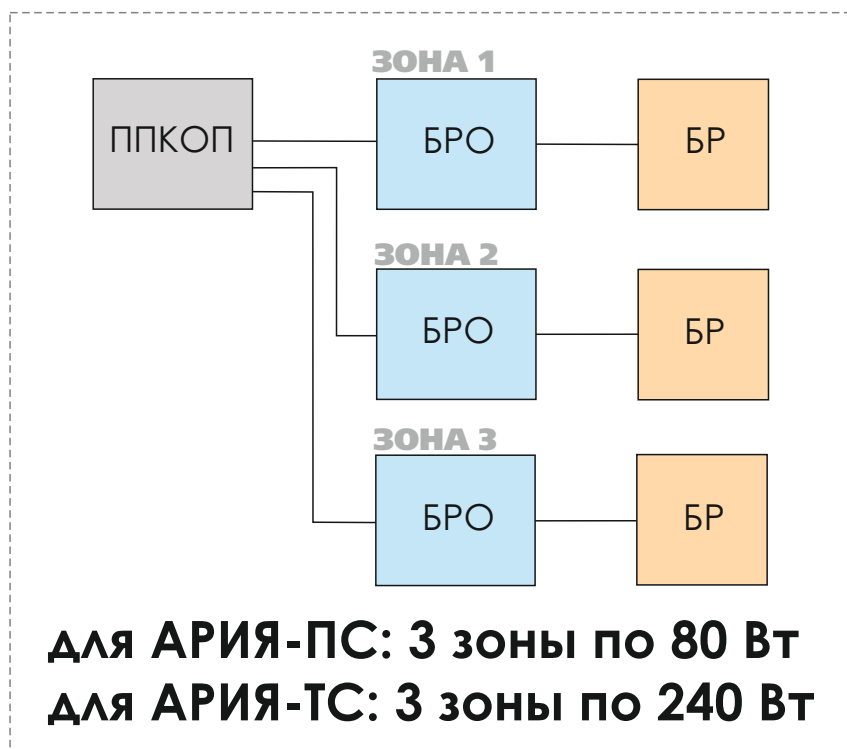 ЗОНА 1
ППКОП БРО БР
ЗОНА 2
БРО БР
ЗОНА 3
БРО БР
для АРИЯ-ПС: 3 зоны по 80 Вт
для АРИЯ-ТС: 3 зоны по 240 Вт